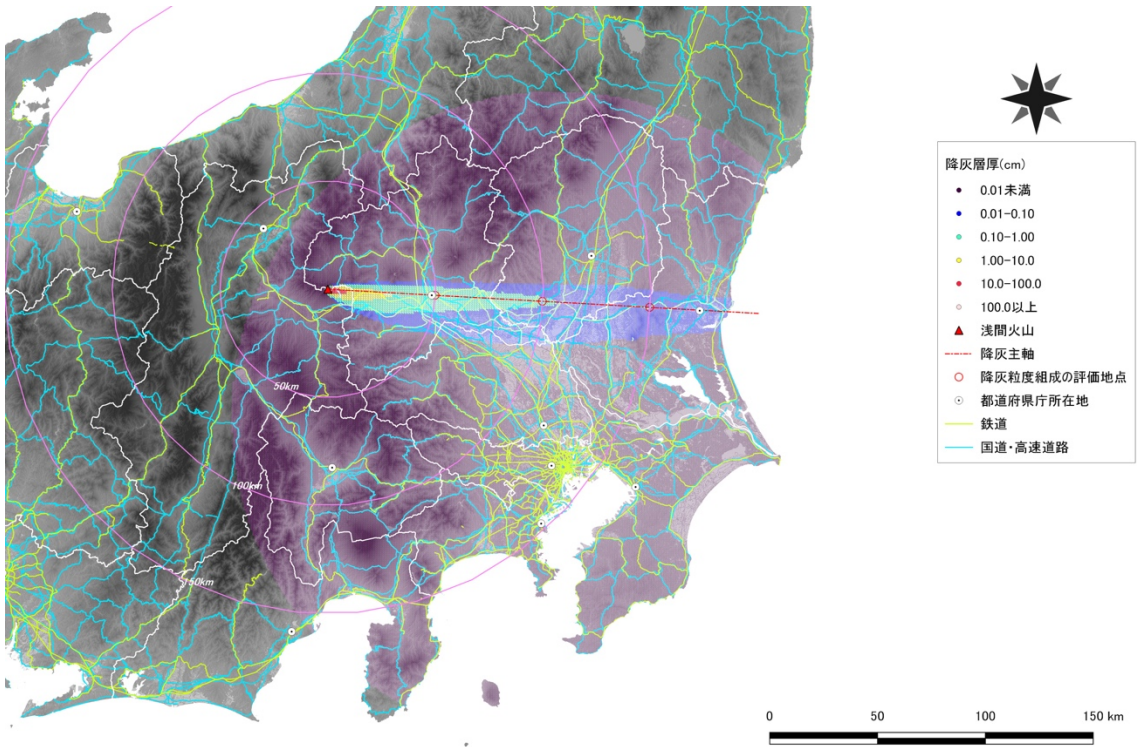 降灰層厚(cm)
0.01未満
0.01-0.10
0.10-1.00
1.00-10.0
10.0-100.0
100.0以上
浅間火山
降灰主軸
降灰粒度組成の評価地点
都道府県庁所在地
鉄道
国道・高速道路
50km
100km
150km
0 50 100 150 km